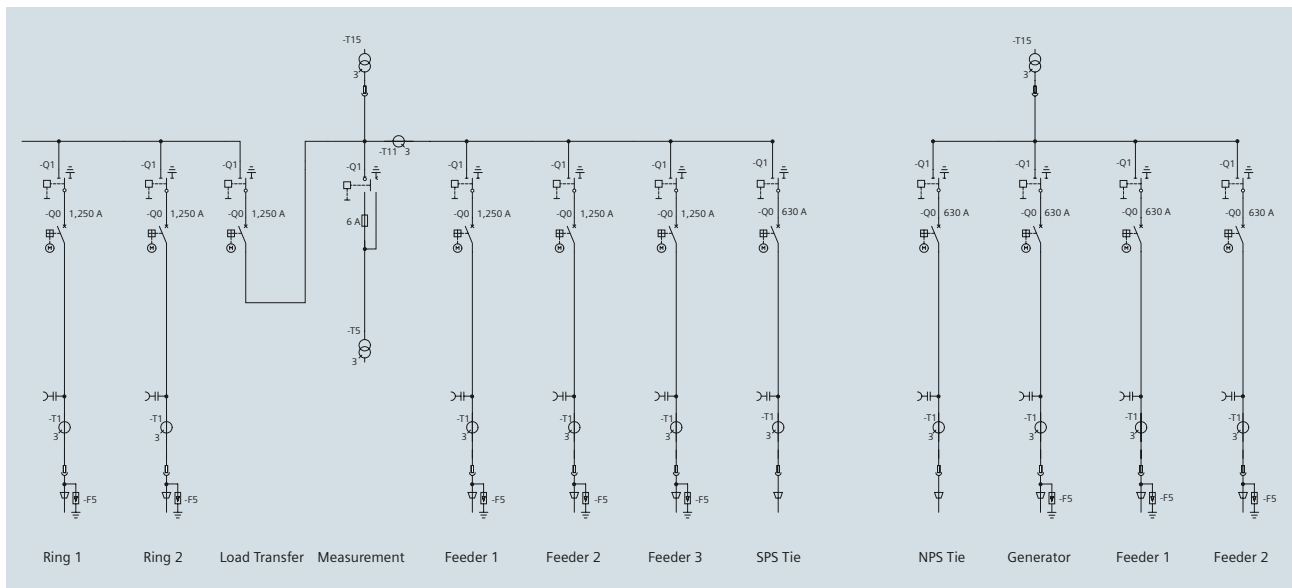 -T15 -T15
3 3
-T11 3
-Q1 -Q1 -Q1 -Q1 -Q1 -Q1 -Q1 -Q1 -Q1 -Q1 -Q1 -Q1
-Q0 1,250 A -Q0 1,250 A -Q0 1,250 A 6 A -Q0 1,250 A -Q0 1,250 A -Q0 1,250 A -Q0 630 A -Q0 630 A -Q0 630 A -Q0 630 A -Q0 630 A
M M M M M M M M M M M
-T5
3
-T1 -T1 -T1 -T1 -T1 -T1 -T1 -T1 -T1 -T1
3 3 3 3 3 3 3 3 3 3
-F5 -F5 -F5 -F5 -F5 -F5 -F5 -F5
Ring 1 Ring 2 Load Transfer Measurement Feeder 1 Feeder 2 Feeder 3 SPS Tie NPS Tie Generator Feeder 1 Feeder 2